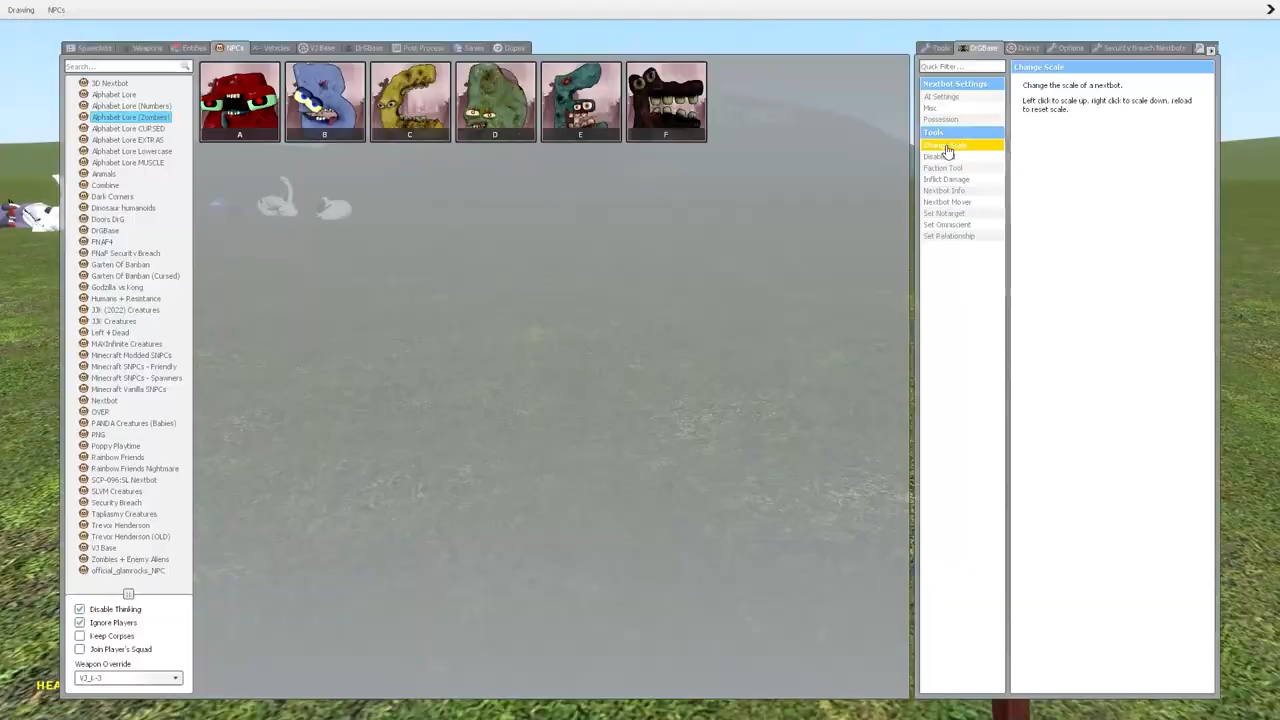 Drawing NPCs
Spawnlists Weapons Entities NPCs Vehicles VJ Base DrGBase Post Process Saves Dupes
Tools DrGBase Driving Options Security Breach Nextbots
Search...
3D Nextbot
Alphabet Lore
Alphabet Lore (Numbers)
Alphabet Lore (Zombies)
Alphabet Lore CURSED
Alphabet Lore EXTRAS
Alphabet Lore Lowercase
Alphabet Lore MUSCLE
Animals
Combine
Dark Corners
Dinosaur humanoids
Doors DrG
DrGBase
FNAF4
FNaF Security Breach
Garten Of Banban
Garten Of Banban (Cursed)
Godzilla vs kong
Humans + Resistance
JJK (2022) Creatures
JJK Creatures
Left 4 Dead
MAXInfinite Creatures
Minecraft Modded SNPCs
Minecraft SNPCs - Friendly
Minecraft SNPCs - Spawners
Minecraft Vanilla SNPCs
Nextbot
OVER
PANDA Creatures (Babies)
PNG
Poppy Playtime
Rainbow Friends
Rainbow Friends Nightmare
SCP-096:SL Nextbot
SLVM Creatures
Security Breach
Tapliasmy Creatures
Trevor Henderson
Trevor Henderson (OLD)
VJ Base
Zombies + Enemy Aliens
official_glamrocks_NPC
Disable Thinking
Ignore Players
Keep Corpses
Join Player's Squad
Weapon Override
A B C D E F
Quick Filter...
Nextbot Settings
AI Settings
Misc
Possession
Tools
Change Scale
Faction Tool
Inflict Damage
Nextbot Info
Nextbot Mover
Set Notarget
Set Omniscient
Set Relationship
Change Scale
Change the scale of a nextbot.
Left click to scale up, right click to scale down, reload
to reset scale.
HEA